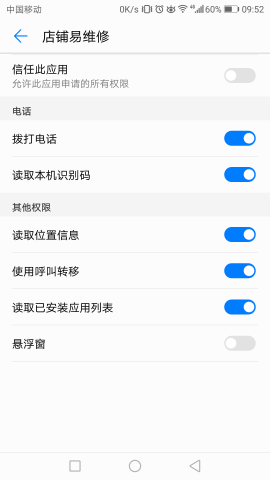 中国移动 0K/s 46 60% 09:52
店铺易维修
信任此应用
允许此应用申请的所有权限
电话
拨打电话
读取本机识别码
其他权限
读取位置信息
使用呼叫转移
读取已安装应用列表
悬浮窗